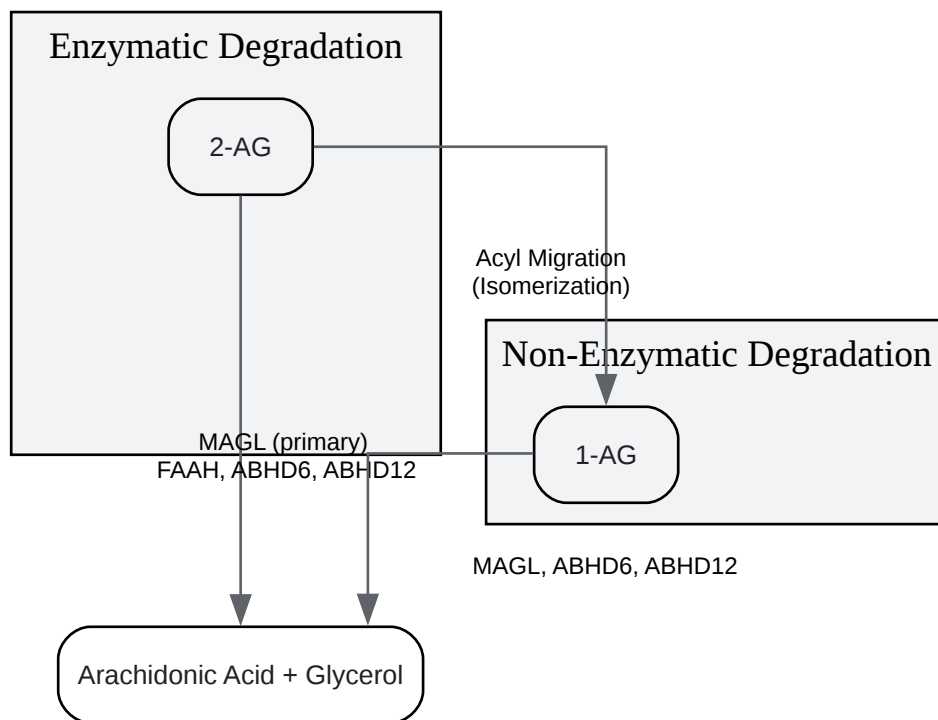 Enzymatic Degradation
2-AG
Acyl Migration
(Isomerization)
Non-Enzymatic Degradation
MAGL (primary)
FAAH, ABHD6, ABHD12
1-AG
MAGL, ABHD6, ABHD12
Arachidonic Acid + Glycerol